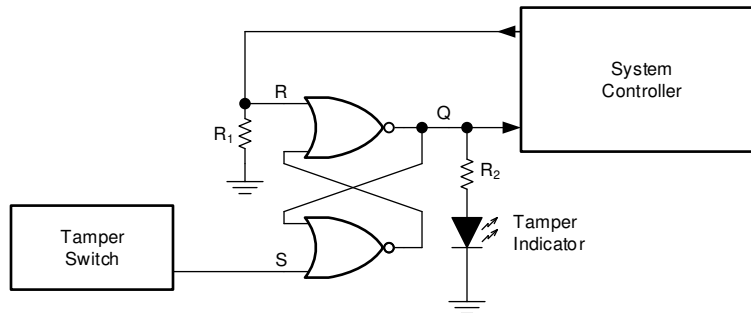 System
Controller
R
Q
R1
R2
Tamper
Switch
S
Tamper
Indicator